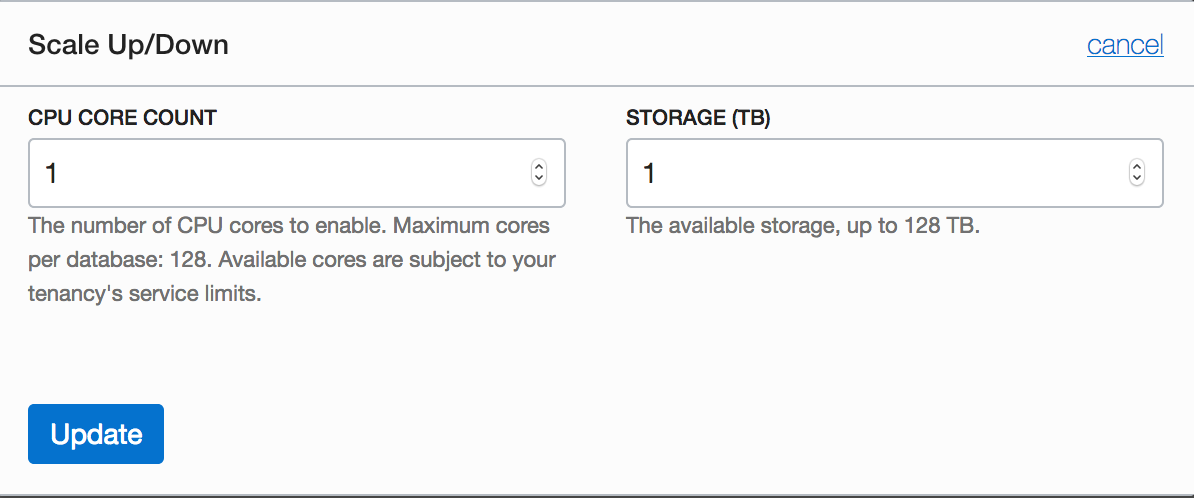 Scale Up/Down
cancel
CPU CORE COUNT
1
The number of CPU cores to enable. Maximum cores
per database: 128. Available cores are subject to your
tenancy's service limits.
STORAGE (TB)
1
The available storage, up to 128 TB.
Update